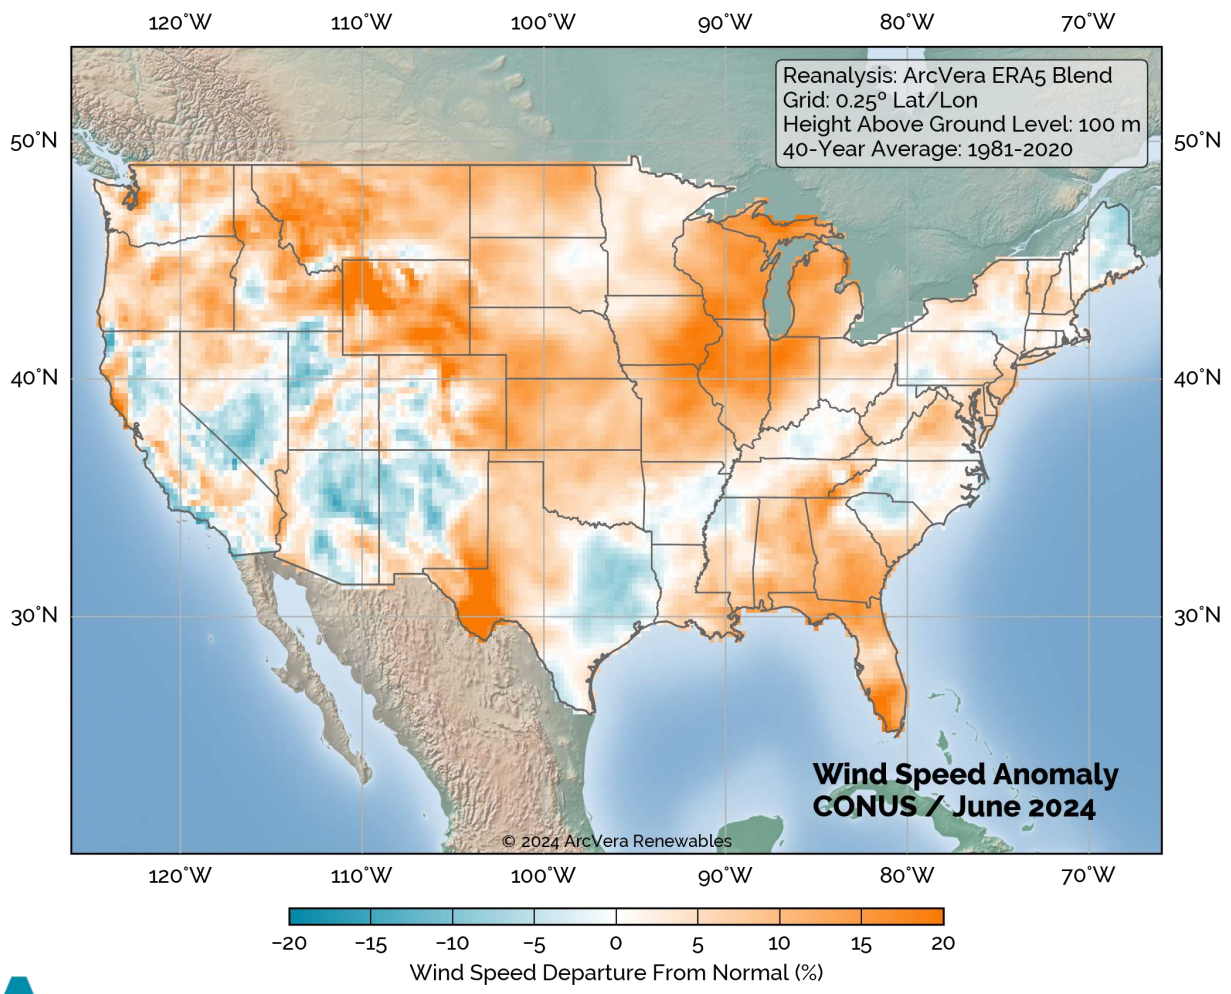 120°W 110°W 100°W 90°W 80°W 70°W
Reanalysis: ArcVera ERA5 Blend
Grid: 0.25º Lat/Lon
Height Above Ground Level: 100 m
40-Year Average: 1981-2020
50°N 50°N
40°N 40°N
30°N 30°N
Wind Speed Anomaly
CONUS / June 2024
© 2024 ArcVera Renewables
120°W 110°W 100°W 90°W 80°W 70°W
−20 −15 −10 −5 0 5 10 15 20
Wind Speed Departure From Normal (%)